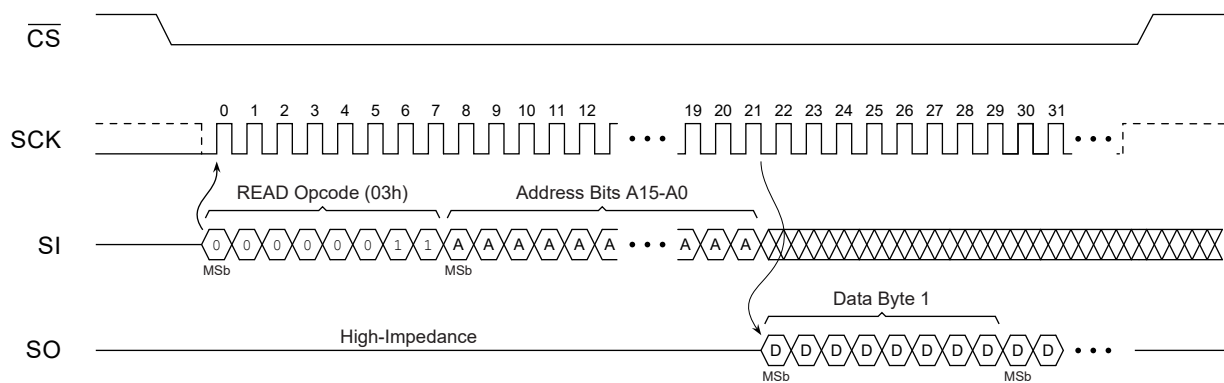 CS
0 1 2 3 4 5 6 7 8 9 10 11 12 19 20 21 22 23 24 25 26 27 28 29 30 31
SCK •••  •••
READ Opcode (03h) Address Bits A15-A0
SI 0 0 0 0 0 0 1 1 A A A A A A ••• A A A
MSb MSb
Data Byte 1
High-Impedance
SO D D D D D D D D D D •••
MSb MSb